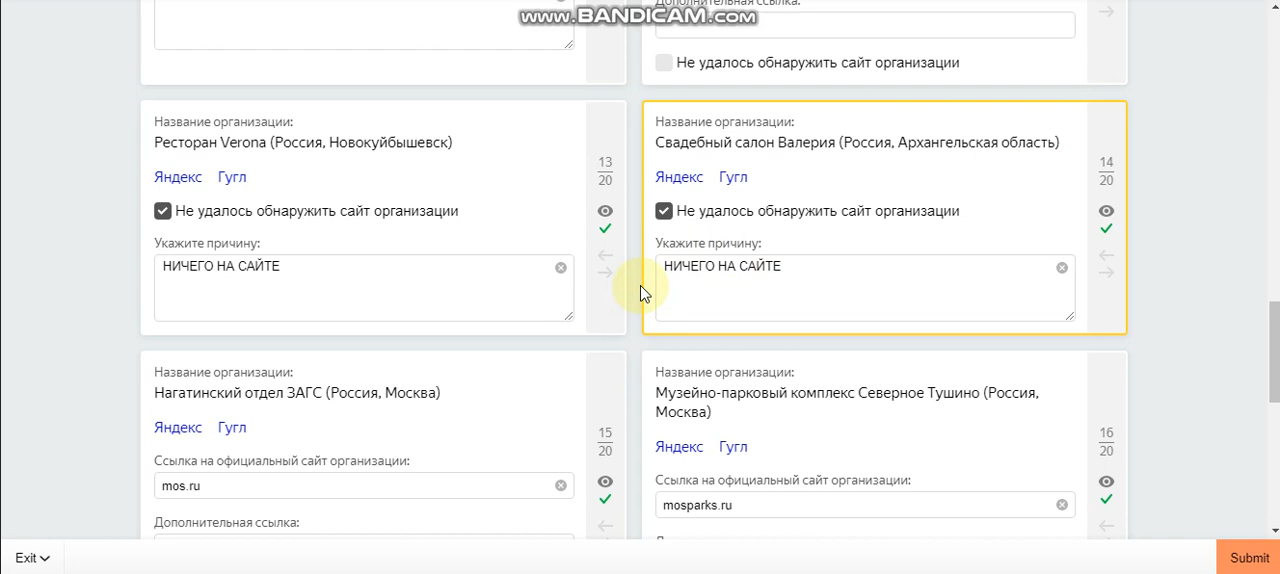 www.BANDICAM.com
Не удалось обнаружить сайт организации
Название организации:
Ресторан Verona (Россия, Новокуйбышевск)
Яндекс Гугл
Не удалось обнаружить сайт организации
Укажите причину:
НИЧЕГО НА САЙТЕ
13
20
Название организации:
Свадебный салон Валерия (Россия, Архангельская область)
Яндекс Гугл
Не удалось обнаружить сайт организации
Укажите причину:
НИЧЕГО НА САЙТЕ
14
20
Название организации:
Нагатинский отдел ЗАГС (Россия, Москва)
Яндекс Гугл
Ссылка на официальный сайт организации:
mos.ru
Дополнительная ссылка:
15
20
Название организации:
Музейно-парковый комплекс Северное Тушино (Россия,
Москва)
Яндекс Гугл
Ссылка на официальный сайт организации:
mosparks.ru
16
20
Exit
Submit